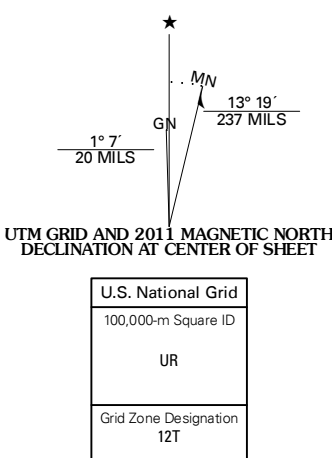 MN
GN
13° 19´
237 MILS
1° 7´
20 MILS
UTM GRID AND 2011 MAGNETIC NORTH
DECLINATION AT CENTER OF SHEET
U.S. National Grid
100,000-m Square ID
UR
Grid Zone Designation
12T